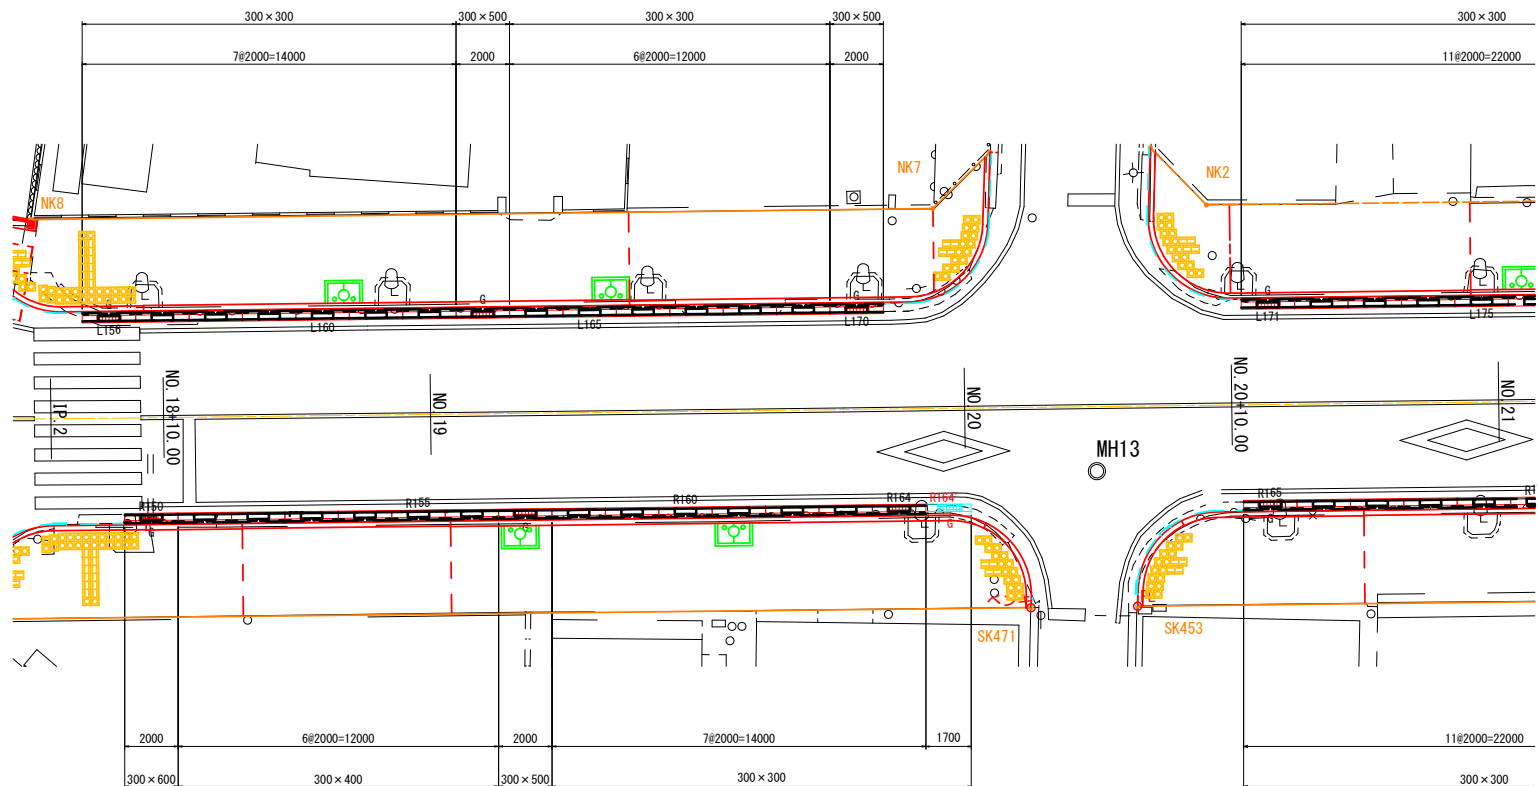 300×300
300×500
300×300
300×500
300×300
7@2000=14000
2000
6@2000=12000
2000
11@2000=22000
NK8
NK7
NK2
G
G
G
G
L156
L160
L165
L170
L171
L175
IP.2
NO.18+10.00
NO.19
NO.20
NO.20+10.00
NO.21
MH13
R150
R155
R160
R164
R164'
R165
G
G
G
SK471
SK453
2000
6@2000=12000
2000
7@2000=14000
1700
11@2000=22000
300×600
300×400
300×500
300×300
300×300